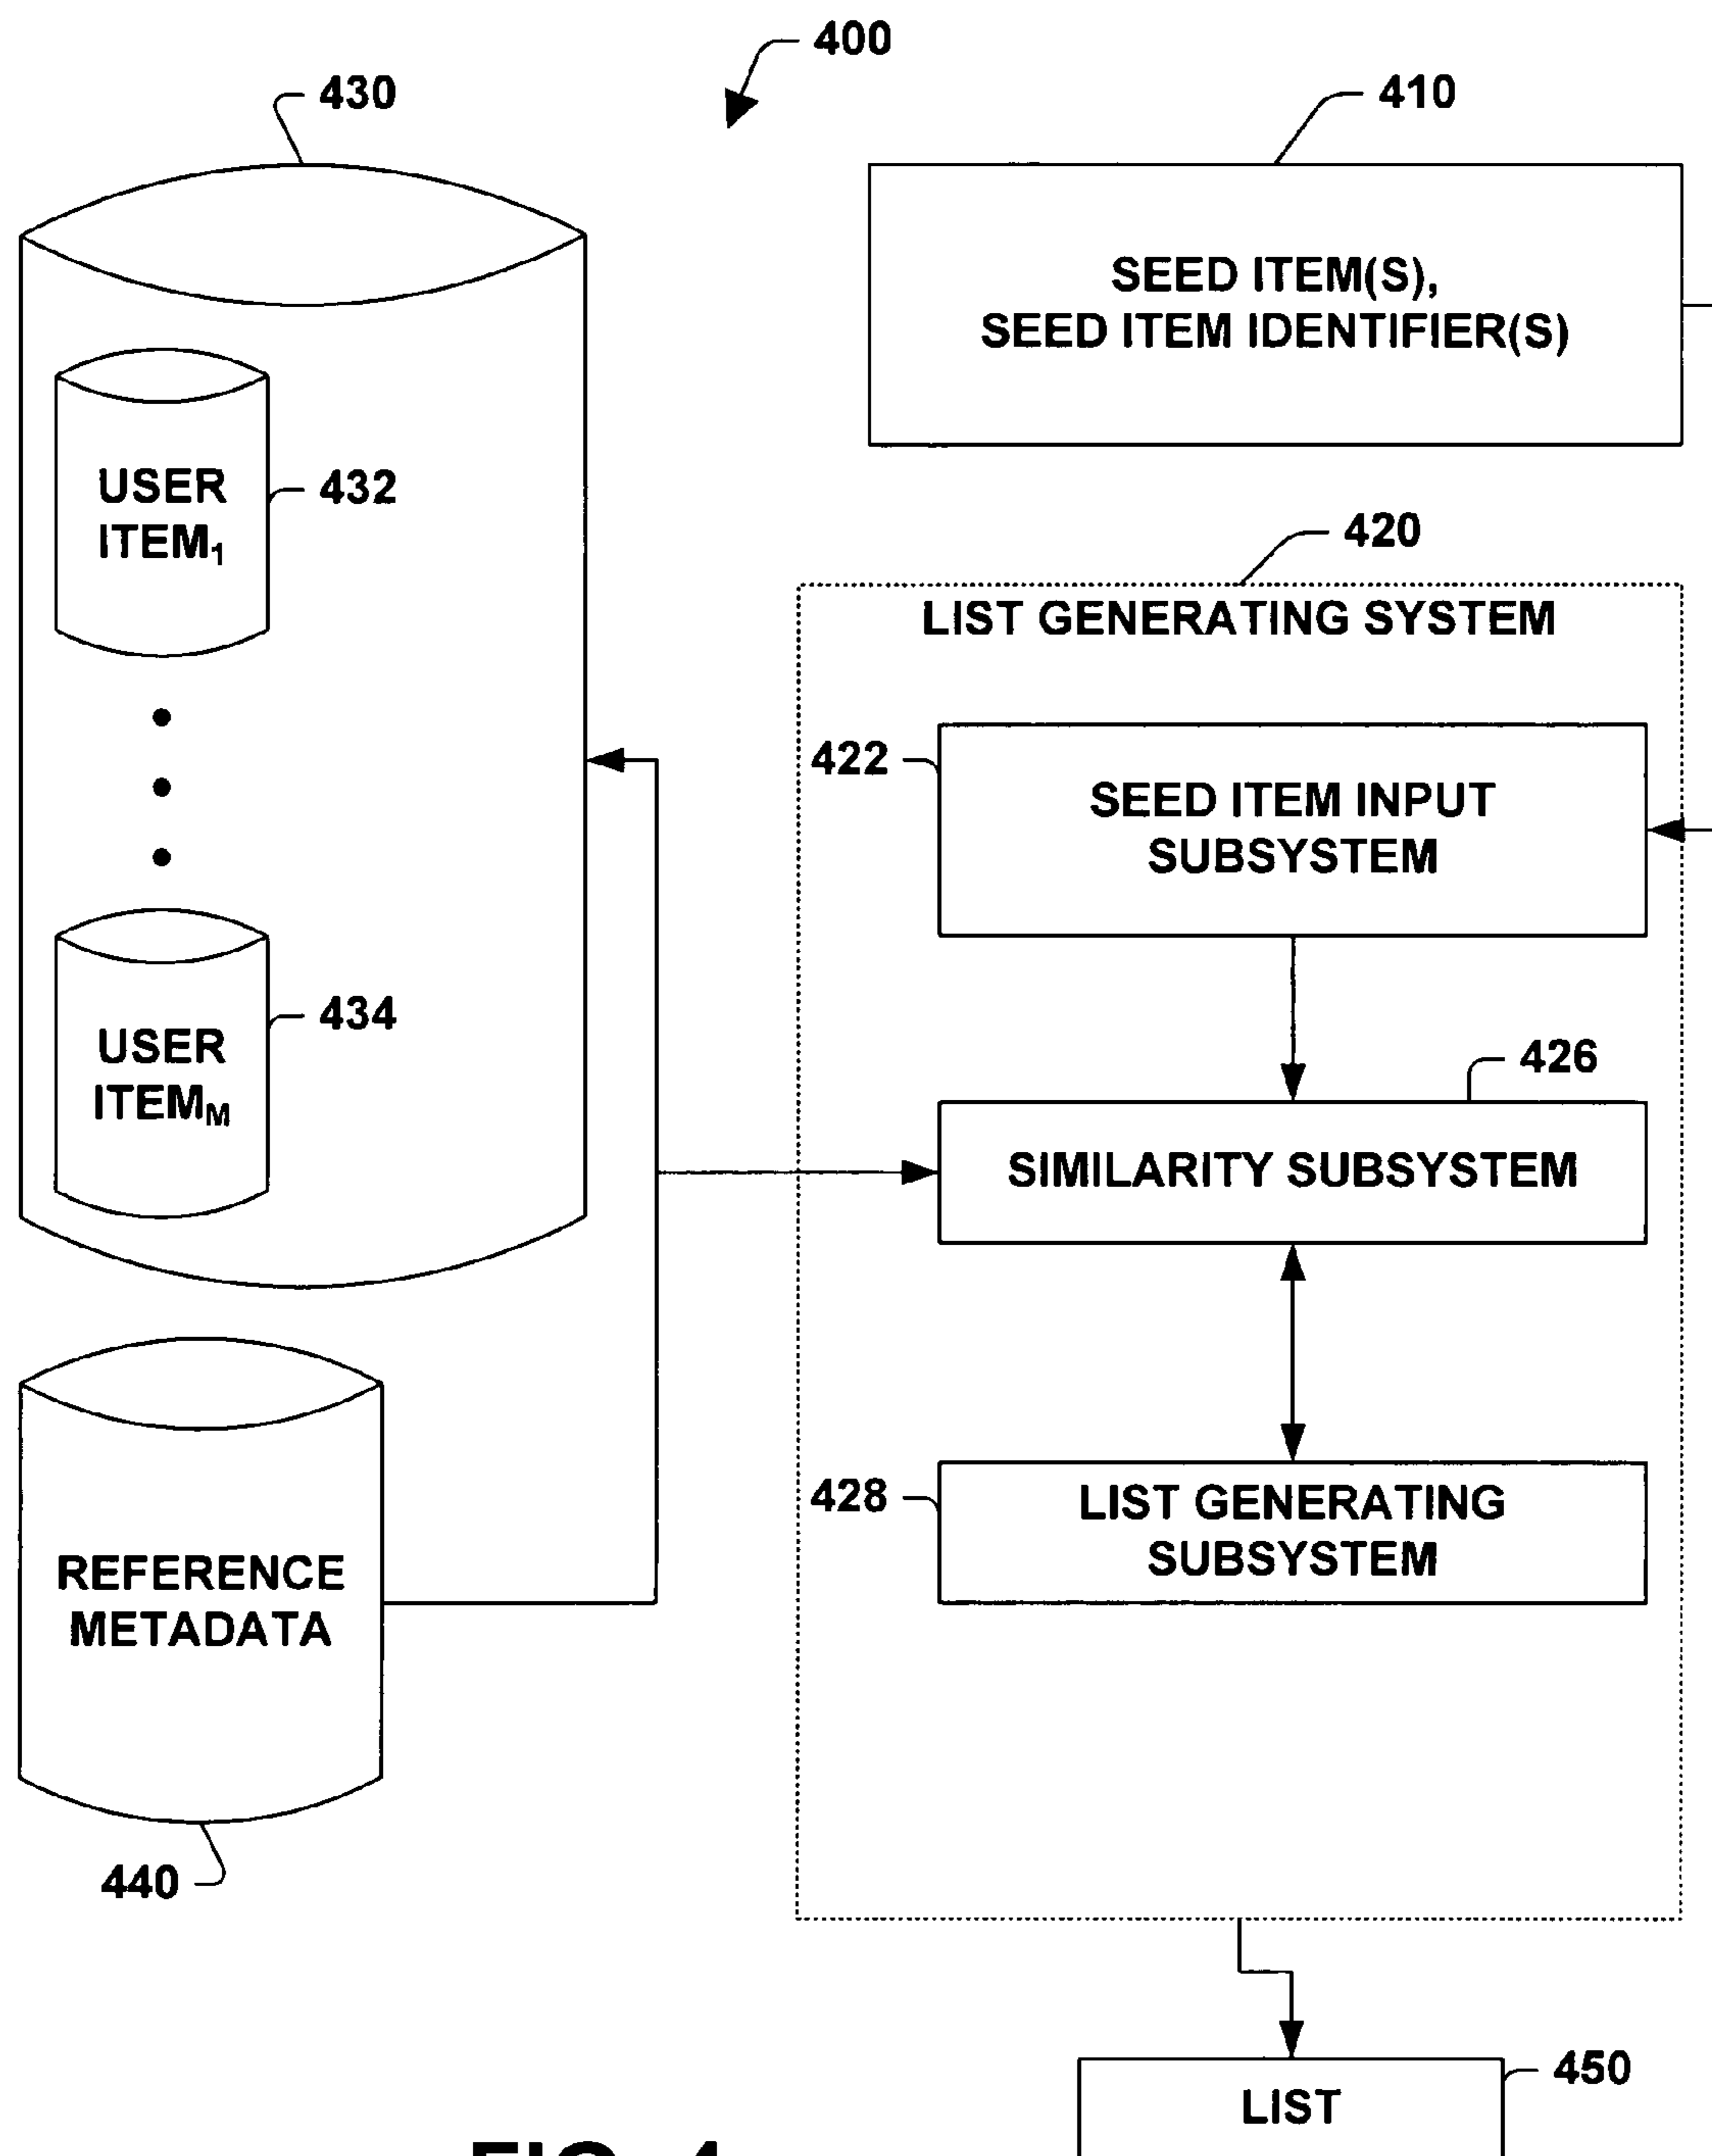 400
430
410
SEED ITEM(S),
SEED ITEM IDENTIFIER(S)
USER
ITEM₁
432
420
LIST GENERATING SYSTEM
422
SEED ITEM INPUT
SUBSYSTEM
USER
ITEMM
434
426
SIMILARITY SUBSYSTEM
428
LIST GENERATING
SUBSYSTEM
REFERENCE
METADATA
440
450
LIST